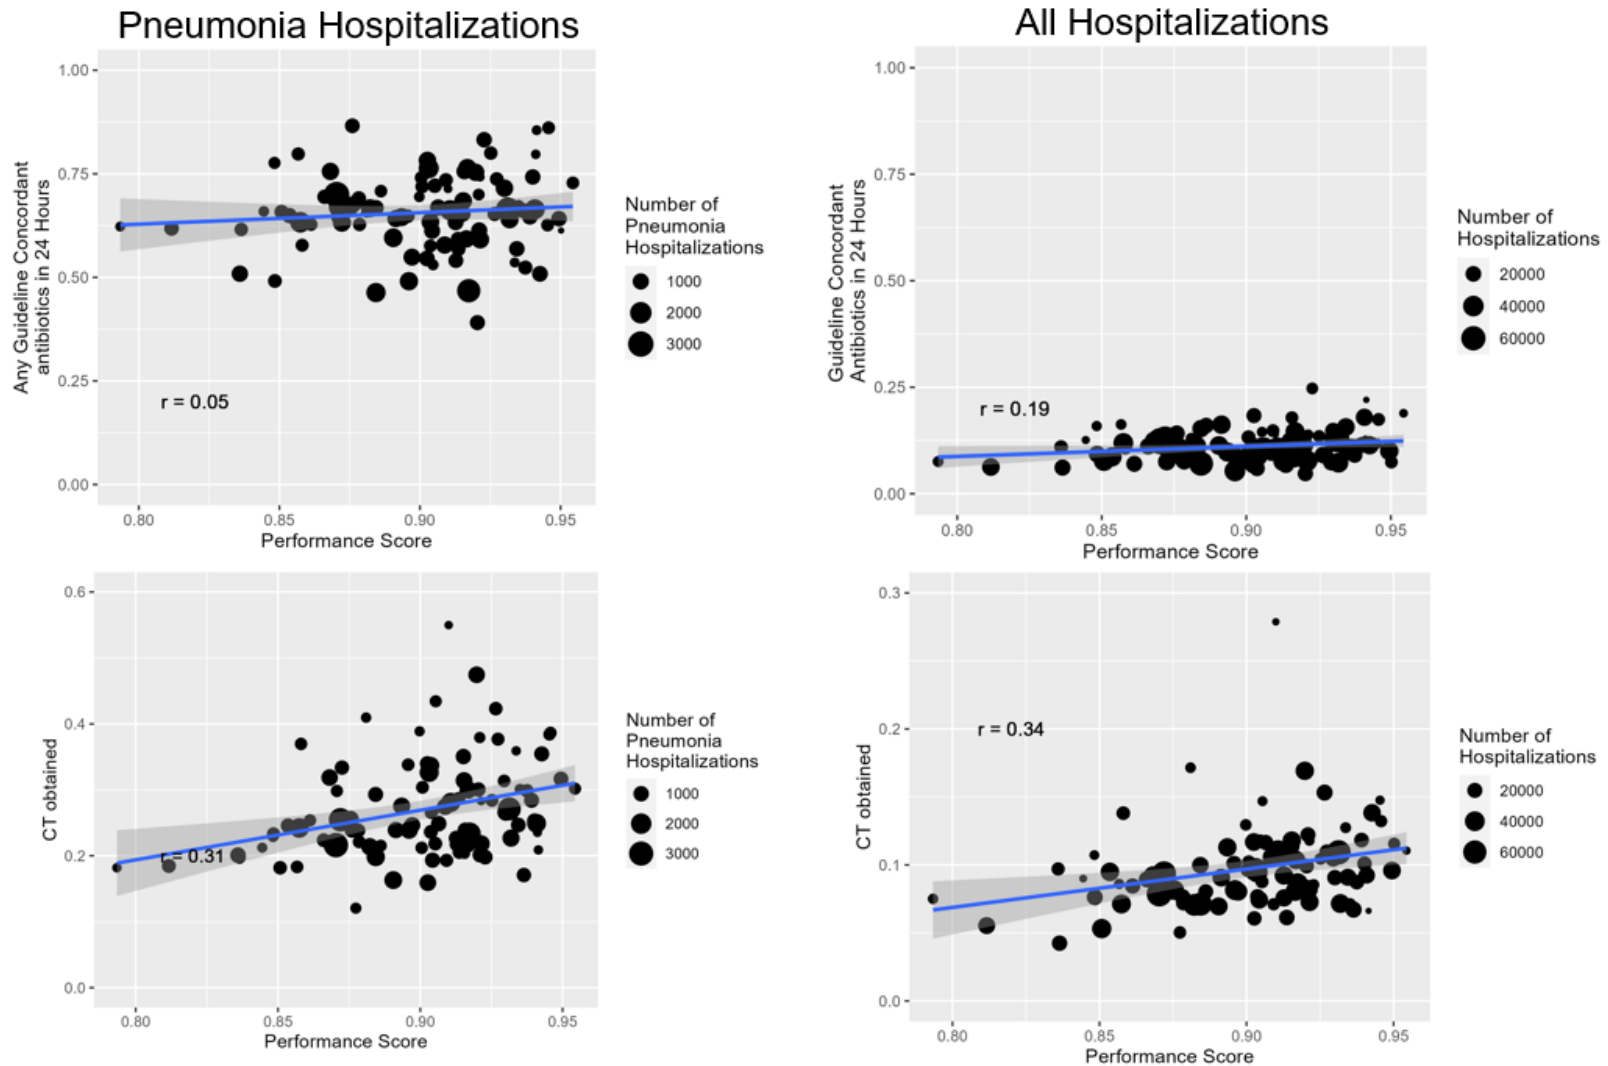 Pneumonia Hospitalizations
Any Guideline Concordant
antibiotics in 24 Hours
1.00
0.75
0.50
0.25
0.00
r = 0.05
0.80 0.85 0.90 0.95
Performance Score
Number of
Pneumonia
Hospitalizations
1000
2000
3000
All Hospitalizations
Guideline Concordant
Antibiotics in 24 Hours
1.00
0.75
0.50
0.25
0.00
r = 0.19
0.80 0.85 0.90 0.95
Performance Score
Number of
Hospitalizations
20000
40000
60000
CT obtained
0.6
0.4
0.2
0.0
r = 0.31
0.80 0.85 0.90 0.95
Performance Score
Number of
Pneumonia
Hospitalizations
1000
2000
3000
CT obtained
0.3
0.2
0.1
0.0
r = 0.34
0.80 0.85 0.90 0.95
Performance Score
Number of
Hospitalizations
20000
40000
60000